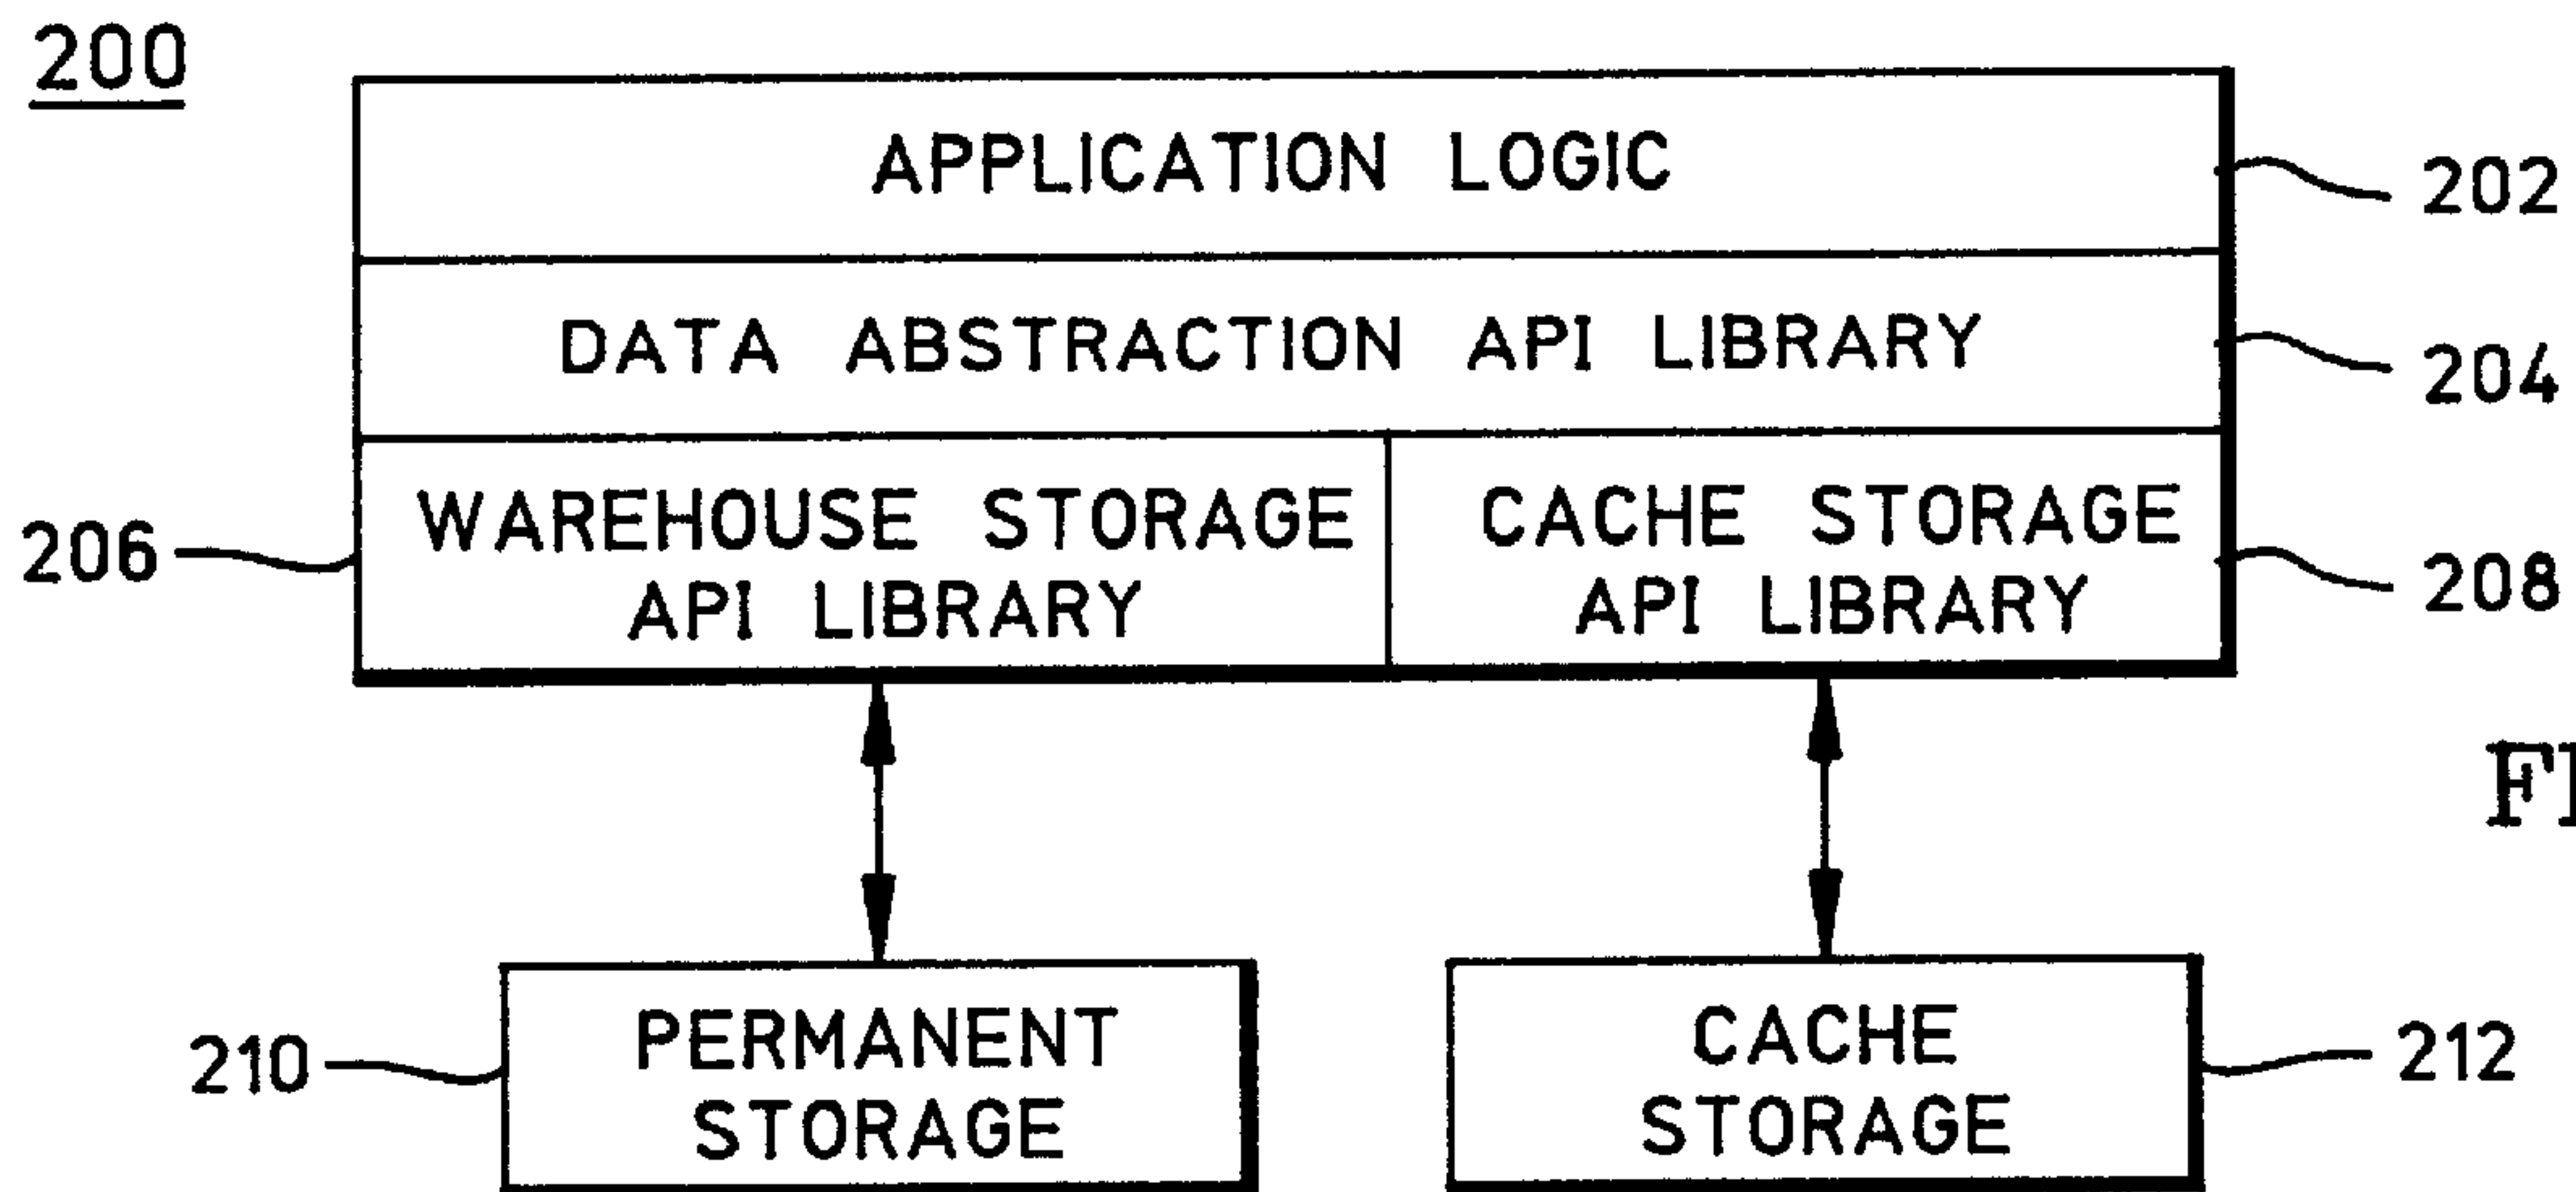 200
APPLICATION LOGIC
202
DATA ABSTRACTION API LIBRARY
204
206
WAREHOUSE STORAGE
API LIBRARY
CACHE STORAGE
API LIBRARY
208
210
PERMANENT
STORAGE
CACHE
STORAGE
212